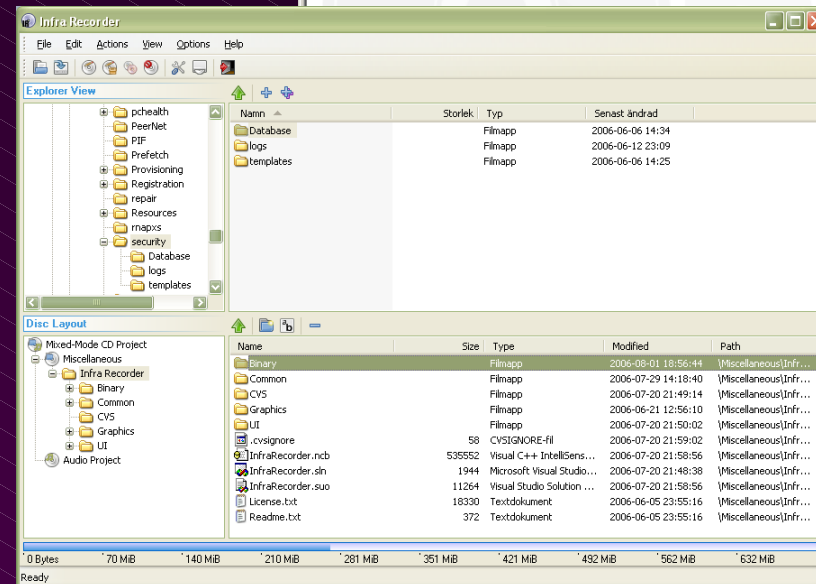 Infra Recorder
File Edit Actions View Options Help
Explorer View
pchealth
PeerNet
PIF
Prefetch
Provisioning
Registration
repair
Resources
rnapxs
security
Database
logs
templates
Namn Storlek Typ Senast ändrad
Database Filmapp 2006-06-06 14:34
logs Filmapp 2006-06-12 23:09
templates Filmapp 2006-06-06 14:25
Disc Layout
Mixed-Mode CD Project
Miscellaneous
Infra Recorder
Binary
Common
CVS
Graphics
UI
Audio Project
Name Size Type Modified Path
Binary Filmapp 2006-08-01 18:56:44 \Miscellaneous\Infr...
Common Filmapp 2006-07-29 14:18:40 \Miscellaneous\Infr...
CVS Filmapp 2006-07-20 21:49:14 \Miscellaneous\Infr...
Graphics Filmapp 2006-06-21 12:56:10 \Miscellaneous\Infr...
UI Filmapp 2006-07-20 21:50:02 \Miscellaneous\Infr...
.cvsignore 58 CVSIGNORE-fil 2006-07-20 21:59:02 \Miscellaneous\Infr...
InfraRecorder.ncb 535552 Visual C++ IntelliSens... 2006-07-20 21:58:56 \Miscellaneous\Infr...
InfraRecorder.sln 1944 Microsoft Visual Studio... 2006-07-20 21:48:38 \Miscellaneous\Infr...
InfraRecorder.suo 11264 Visual Studio Solution ... 2006-07-20 21:58:56 \Miscellaneous\Infr...
License.txt 18330 Textdokument 2006-06-05 23:55:16 \Miscellaneous\Infr...
Readme.txt 372 Textdokument 2006-06-05 23:55:16 \Miscellaneous\Infr...
0 Bytes 70 MiB 140 MiB 210 MiB 281 MiB 351 MiB 421 MiB 492 MiB 562 MiB 632 MiB
Ready